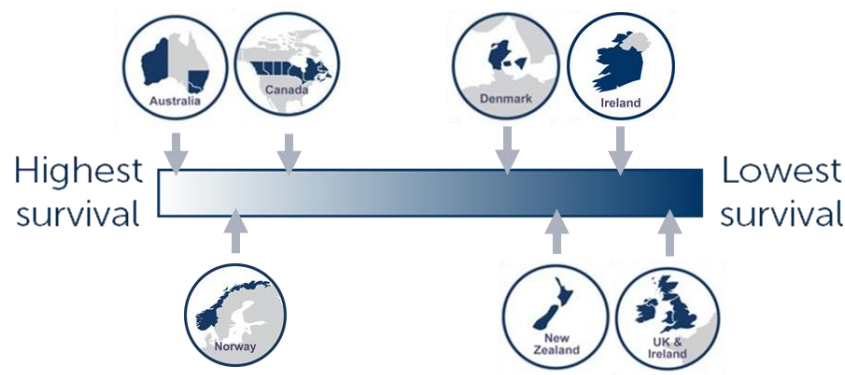 Australia
Canada
Denmark
Ireland
Highest
survival
Lowest
survival
Norway
New
Zealand
UK &
Ireland